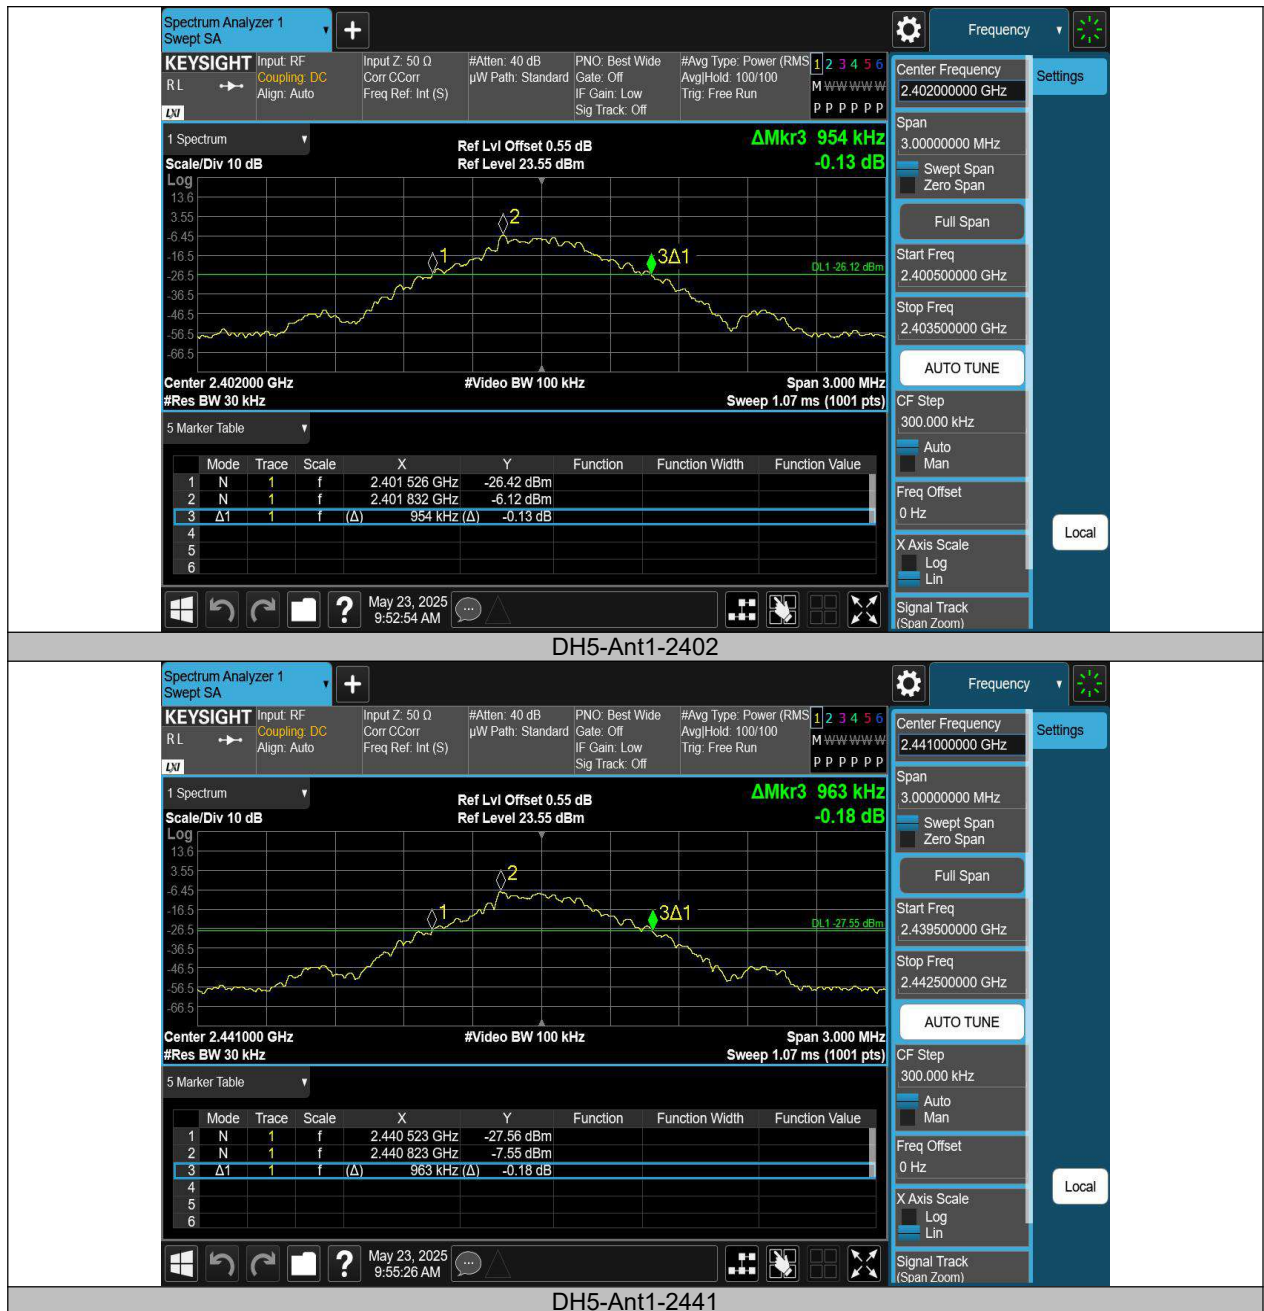 Spectrum Analyzer 1
Swept SA
Frequency
KEYSIGHT
R L
LXI
Input: RF
Coupling: DC
Align: Auto
Input Z: 50 Ω
Corr CCorr
Freq Ref: Int (S)
#Atten: 40 dB
µW Path: Standard
PNO: Best Wide
Gate: Off
IF Gain: Low
Sig Track: Off
#Avg Type: Power (RMS
Avg|Hold: 100/100
Trig: Free Run
1 2 3 4 5 6
M W W W W W
P P P P P P
Center Frequency
2.402000000 GHz
Settings
Span
3.00000000 MHz
Swept Span
Zero Span
Full Span
Start Freq
2.400500000 GHz
Stop Freq
2.403500000 GHz
AUTO TUNE
CF Step
300.000 kHz
Auto
Man
Freq Offset
0 Hz
X Axis Scale
Log
Lin
Signal Track
(Span Zoom)
Local
1 Spectrum
Scale/Div 10 dB
Ref Lvl Offset 0.55 dB
Ref Level 23.55 dBm
ΔMkr3 954 kHz
-0.13 dB
Log
13.6
3.55
-6.45
-16.5
-26.5
-36.5
-46.5
-56.5
-66.5
1
2
3Δ1
DL1 -26.12 dBm
Center 2.402000 GHz
#Res BW 30 kHz
#Video BW 100 kHz
Span 3.000 MHz
Sweep 1.07 ms (1001 pts)
5 Marker Table
Mode Trace Scale X Y Function Function Width Function Value
1 N 1 f 2.401 526 GHz -26.42 dBm
2 N 1 f 2.401 832 GHz -6.12 dBm
3 Δ1 1 f (Δ) 954 kHz (Δ) -0.13 dB
4
5
6
May 23, 2025
9:52:54 AM
DH5-Ant1-2402
Spectrum Analyzer 1
Swept SA
Frequency
KEYSIGHT
R L
LXI
Input: RF
Coupling: DC
Align: Auto
Input Z: 50 Ω
Corr CCorr
Freq Ref: Int (S)
#Atten: 40 dB
µW Path: Standard
PNO: Best Wide
Gate: Off
IF Gain: Low
Sig Track: Off
#Avg Type: Power (RMS
Avg|Hold: 100/100
Trig: Free Run
1 2 3 4 5 6
M W W W W W
P P P P P P
Center Frequency
2.441000000 GHz
Settings
Span
3.00000000 MHz
Swept Span
Zero Span
Full Span
Start Freq
2.439500000 GHz
Stop Freq
2.442500000 GHz
AUTO TUNE
CF Step
300.000 kHz
Auto
Man
Freq Offset
0 Hz
X Axis Scale
Log
Lin
Signal Track
(Span Zoom)
Local
1 Spectrum
Scale/Div 10 dB
Ref Lvl Offset 0.55 dB
Ref Level 23.55 dBm
ΔMkr3 963 kHz
-0.18 dB
Log
13.6
3.55
-6.45
-16.5
-26.5
-36.5
-46.5
-56.5
-66.5
1
2
3Δ1
DL1 -27.55 dBm
Center 2.441000 GHz
#Res BW 30 kHz
#Video BW 100 kHz
Span 3.000 MHz
Sweep 1.07 ms (1001 pts)
5 Marker Table
Mode Trace Scale X Y Function Function Width Function Value
1 N 1 f 2.440 523 GHz -27.56 dBm
2 N 1 f 2.440 823 GHz -7.55 dBm
3 Δ1 1 f (Δ) 963 kHz (Δ) -0.18 dB
4
5
6
May 23, 2025
9:55:26 AM
DH5-Ant1-2441